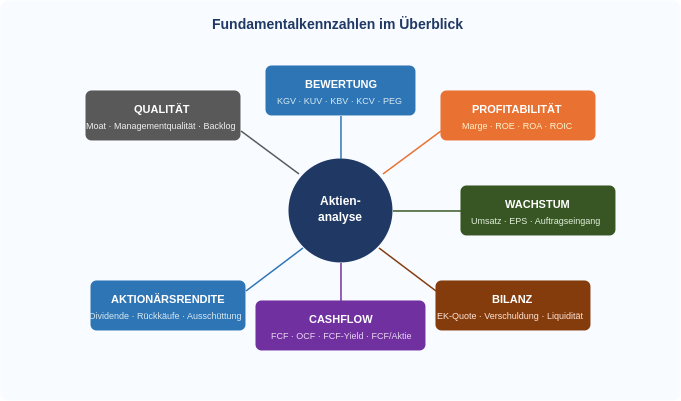 Fundamentalkennzahlen im Überblick
BEWERTUNG
KGV · KUV · KBV · KCV · PEG
QUALITÄT
Moat · Managementqualität · Backlog
PROFITABILITÄT
Marge · ROE · ROA · ROIC
Aktien-
analyse
WACHSTUM
Umsatz · EPS · Auftragseingang
AKTIONÄRSRENDITE
Dividende · Rückkäufe · Ausschüttung
CASHFLOW
FCF · OCF · FCF-Yield · FCF/Aktie
BILANZ
EK-Quote · Verschuldung · Liquidität